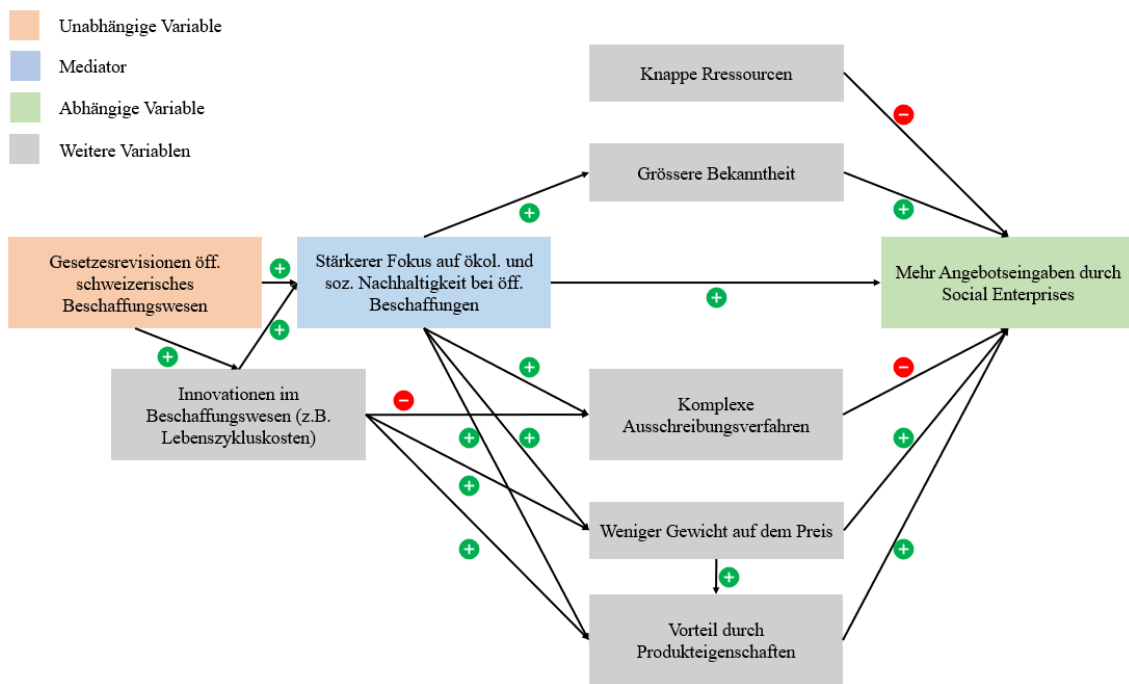 Unabhängige Variable
Mediator
Abhängige Variable
Weitere Variablen
Knappe Rressourcen
Grössere Bekanntheit
Gesetzesrevisionen öff.
schweizerisches
Beschaffungswesen
Stärkerer Fokus auf ökol. und
soz. Nachhaltigkeit bei öff.
Beschaffungen
Mehr Angebotseingaben durch
Social Enterprises
Innovationen im
Beschaffungswesen (z.B.
Lebenszykluskosten)
Komplexe
Ausschreibungsverfahren
Weniger Gewicht auf dem Preis
Vorteil durch
Produkteigenschaften